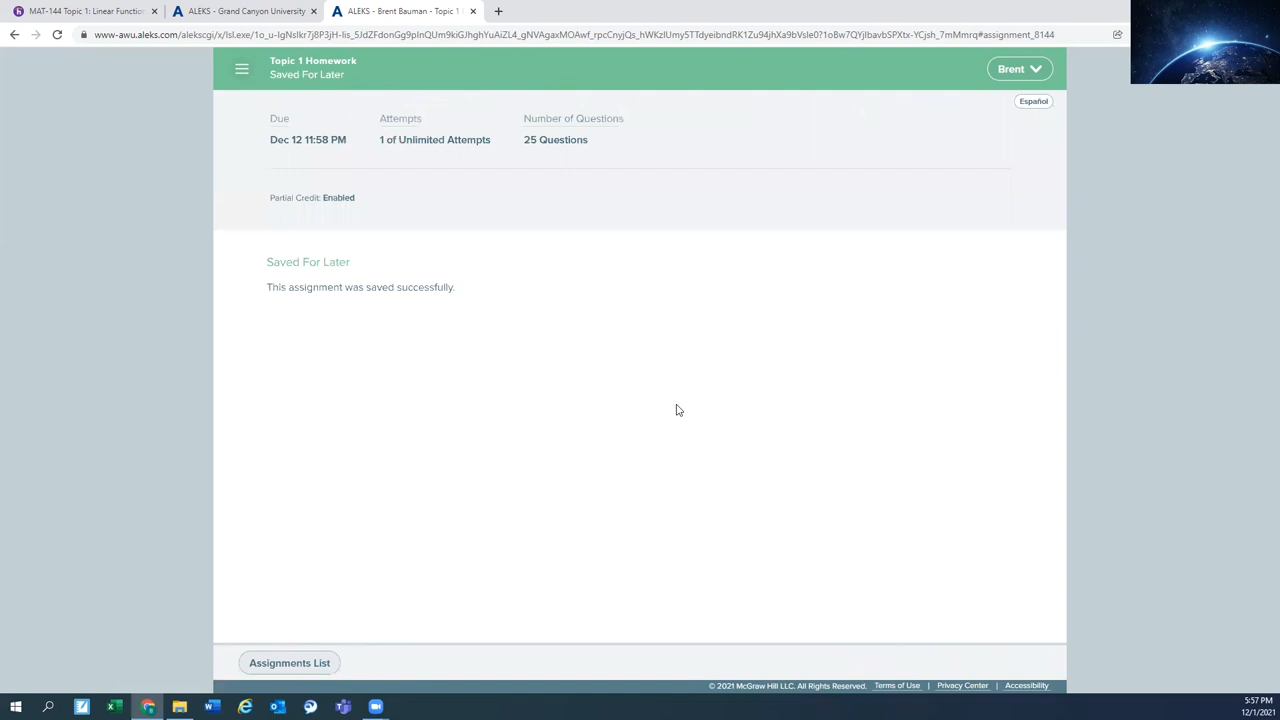 MAT-144 Topic 1: Linear Functi
ALEKS - Grand Canyon University
ALEKS - Brent Bauman - Topic 1
Topic 1 Homework
Saved For Later
Brent
Español
Due
Attempts
Number of Questions
Dec 12 11:58 PM
1 of Unlimited Attempts
25 Questions
Partial Credit: Enabled
Saved For Later
This assignment was saved successfully.
Assignments List
© 2021 McGraw Hill LLC. All Rights Reserved. Terms of Use | Privacy Center | Accessibility
5:57 PM
12/1/2021